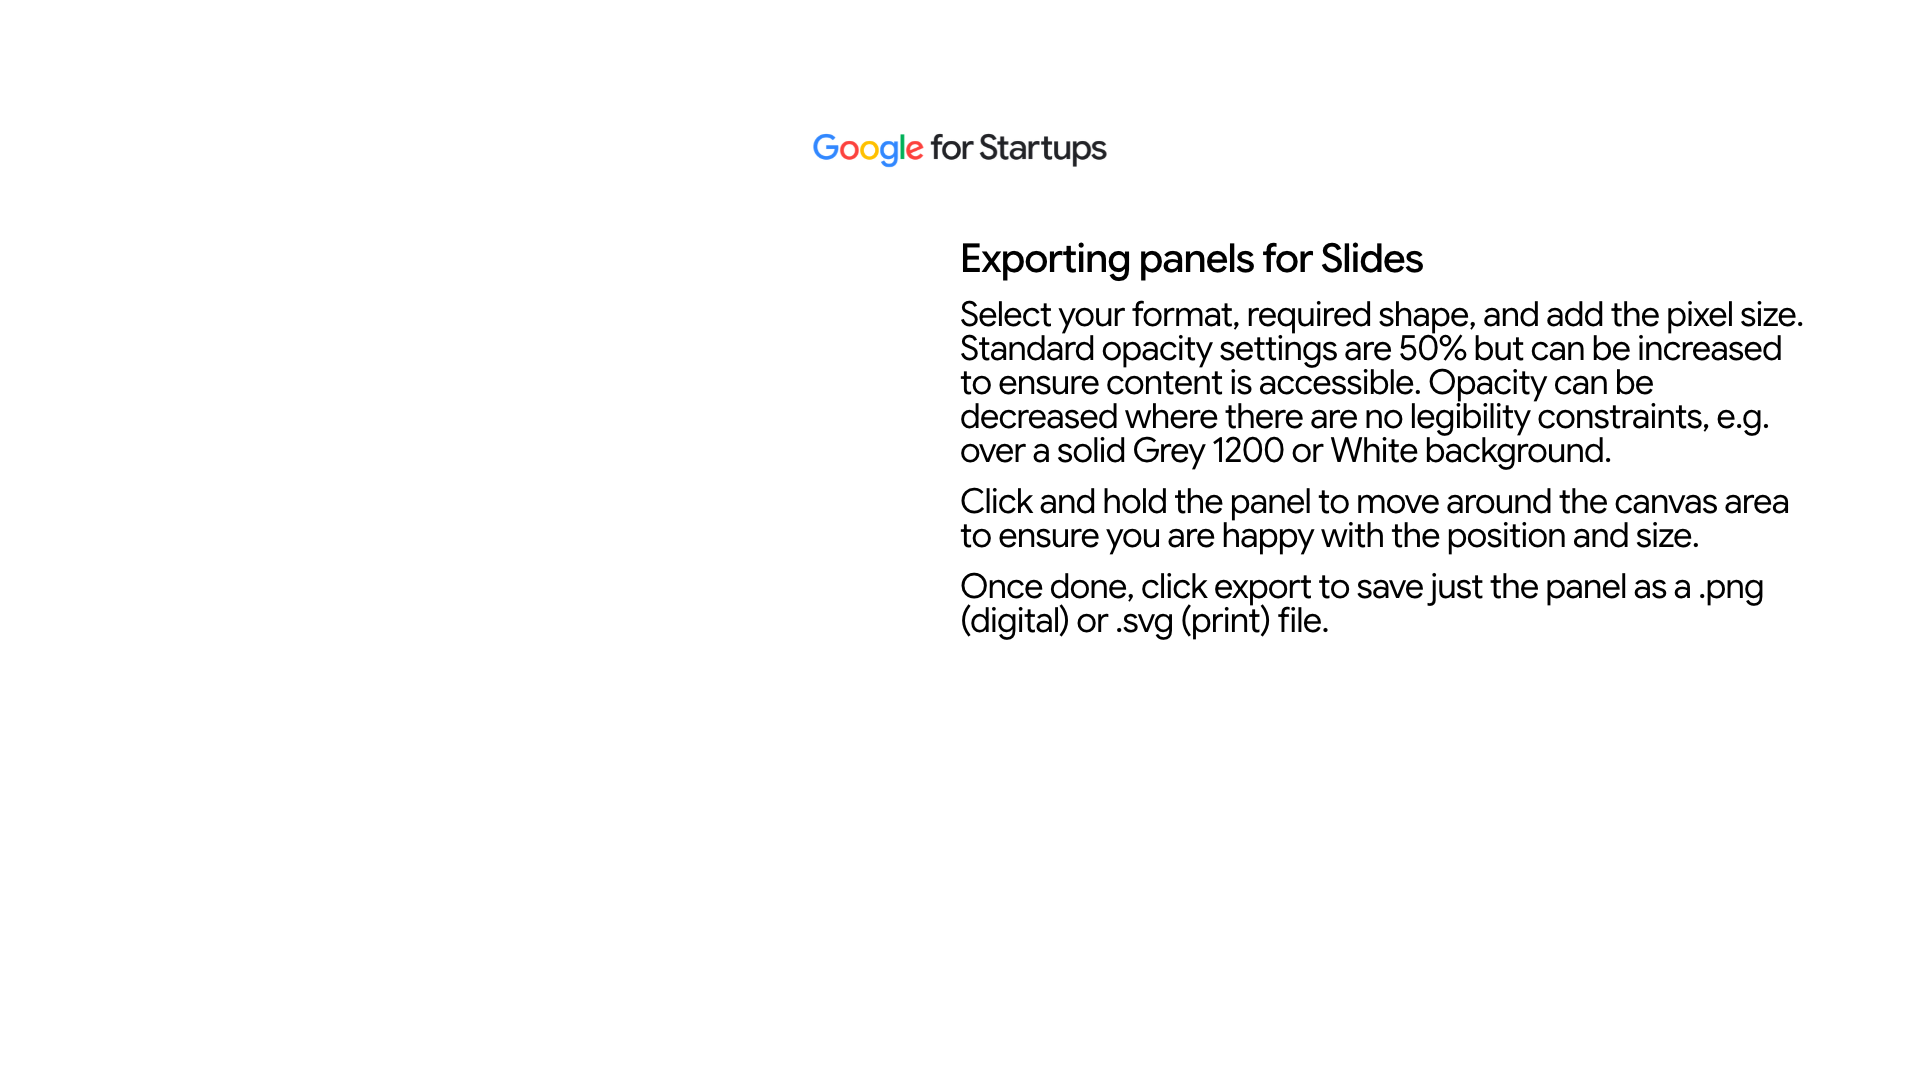 Google for Startups
Exporting panels for Slides
Select your format, required shape, and add the pixel size.
Standard opacity settings are 50% but can be increased
to ensure content is accessible. Opacity can be
decreased where there are no legibility constraints, e.g.
over a solid Grey 1200 or White background.
Click and hold the panel to move around the canvas area
to ensure you are happy with the position and size.
Once done, click export to save just the panel as a .png
(digital) or .svg (print) file.